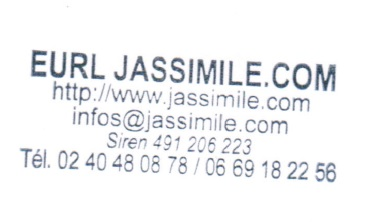 EURL JASSIMILE.COM
http://www.jassimile.com
infos@jassimile.com
Siren 491 206 223
Tél. 02 40 48 08 78 / 06 69 18 22 56